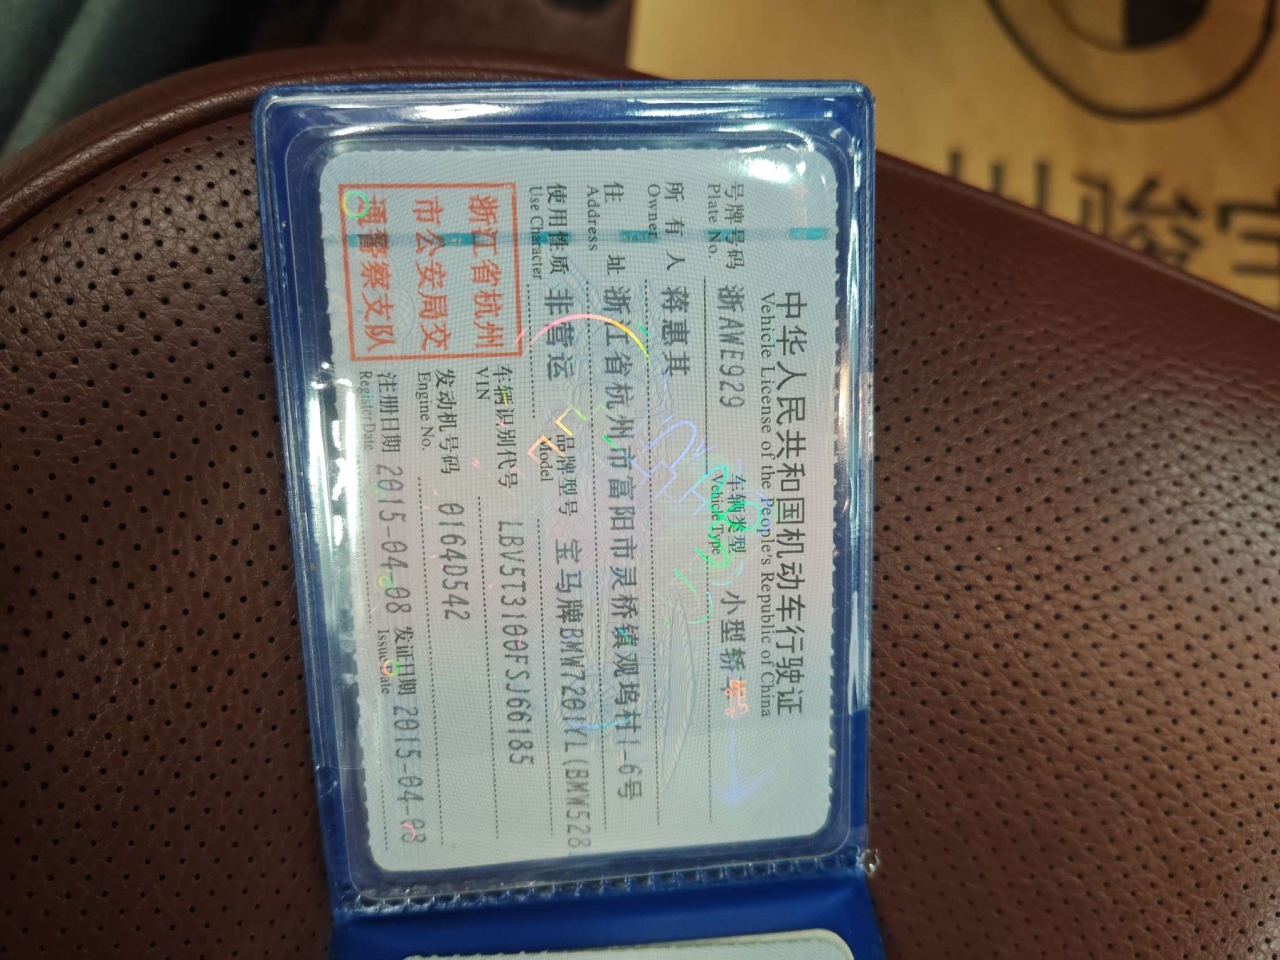 中华人民共和国机动车行驶证
Vehicle License of the People's Republic of China
号牌号码 浙AWE929 车辆类型 小型轿车
Plate No. Vehicle Type
所有人 蒋惠其
Owner
住址 浙江省杭州市富阳市灵桥镇观坞村1-6号
Address
使用性质 非营运 品牌型号 宝马牌BMW7201YL(BMW528
Use Character Model
浙江省杭州
市公安局交
通警察支队
车辆识别代号 LBV5T3100FSJ66185
VIN
发动机号码 0164D542
Engine No.
注册日期 2015-04-08 发证日期 2015-04-08
Register Date Issue Date
骏宝